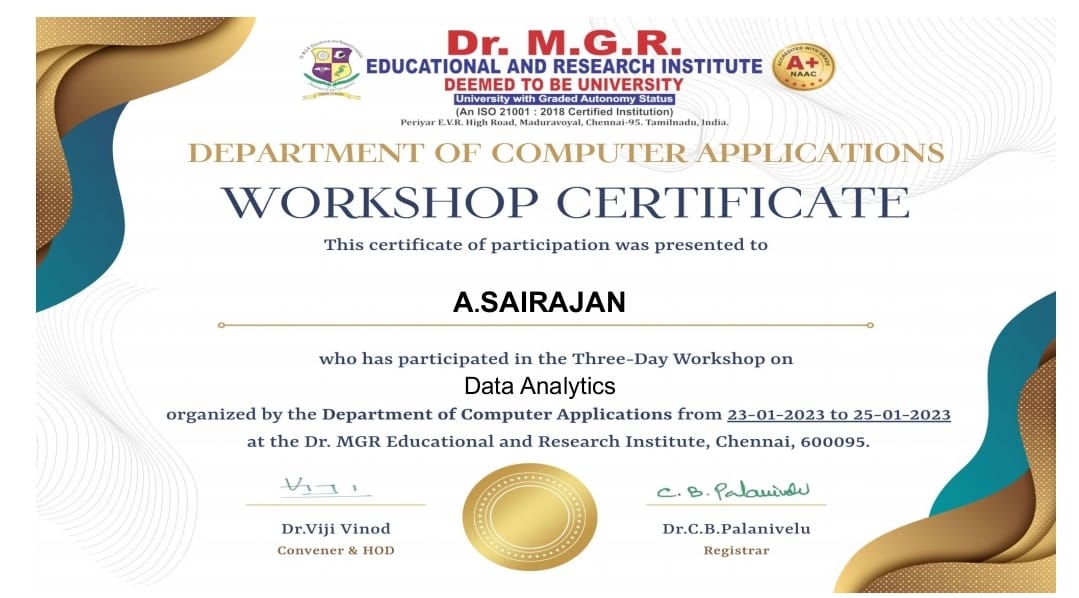 Dr. M.G.R.
EDUCATIONAL AND RESEARCH INSTITUTE
DEEMED TO BE UNIVERSITY
University with Graded Autonomy Status
(An ISO 21001 : 2018 Certified Institution)
Periyar E.V.R. High Road, Maduravoyal, Chennai-95. Tamilnadu, India.
ACCREDITED WITH GRADE
A+
NAAC
DEPARTMENT OF COMPUTER APPLICATIONS
WORKSHOP CERTIFICATE
This certificate of participation was presented to
A.SAIRAJAN
who has participated in the Three-Day Workshop on
Data Analytics
organized by the Department of Computer Applications from 23-01-2023 to 25-01-2023
at the Dr. MGR Educational and Research Institute, Chennai, 600095.
Viji
C. B. Palanivelu
Dr.Viji Vinod
Dr.C.B.Palanivelu
Convener & HOD
Registrar